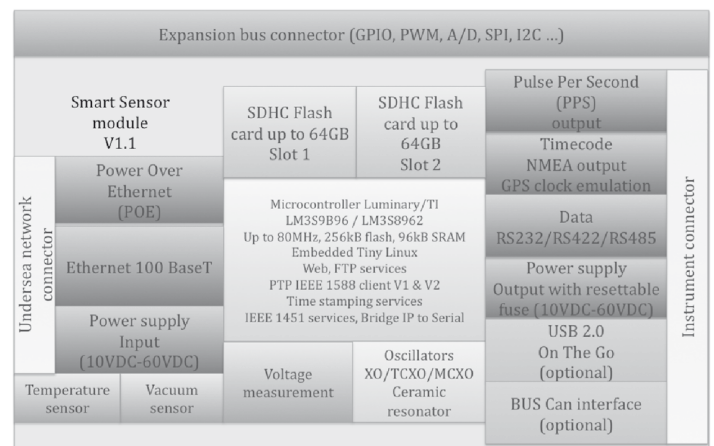 Expansion bus connector (GPIO, PWM, A/D, SPI, I2C ...)
Smart Sensor
module
V1.1
SDHC Flash
card up to 64GB
Slot 1
SDHC Flash
card up to
64GB
Slot 2
Pulse Per Second
(PPS)
output
Timecode
NMEA output
GPS clock emulation
Data
RS232/RS422/RS485
Power supply
Output with resettable
fuse (10VDC-60VDC)
USB 2.0
On The Go
(optional)
BUS Can interface
(optional)
Instrument connector
Undersea network
connector
Power Over
Ethernet
(POE)
Ethernet 100 BaseT
Power supply
Input
(10VDC-60VDC)
Microcontroller Luminary/TI
LM3S9B96 / LM3S8962
Up to 80MHz, 256kB flash, 96kB SRAM
Embedded Tiny Linux
Web, FTP services
PTP IEEE 1588 client V1 & V2
Time stamping services
IEEE 1451 services, Bridge IP to Serial
Temperature
sensor
Vacuum
sensor
Voltage
measurement
Oscillators
XO/TCXO/MCXO
Ceramic
resonator